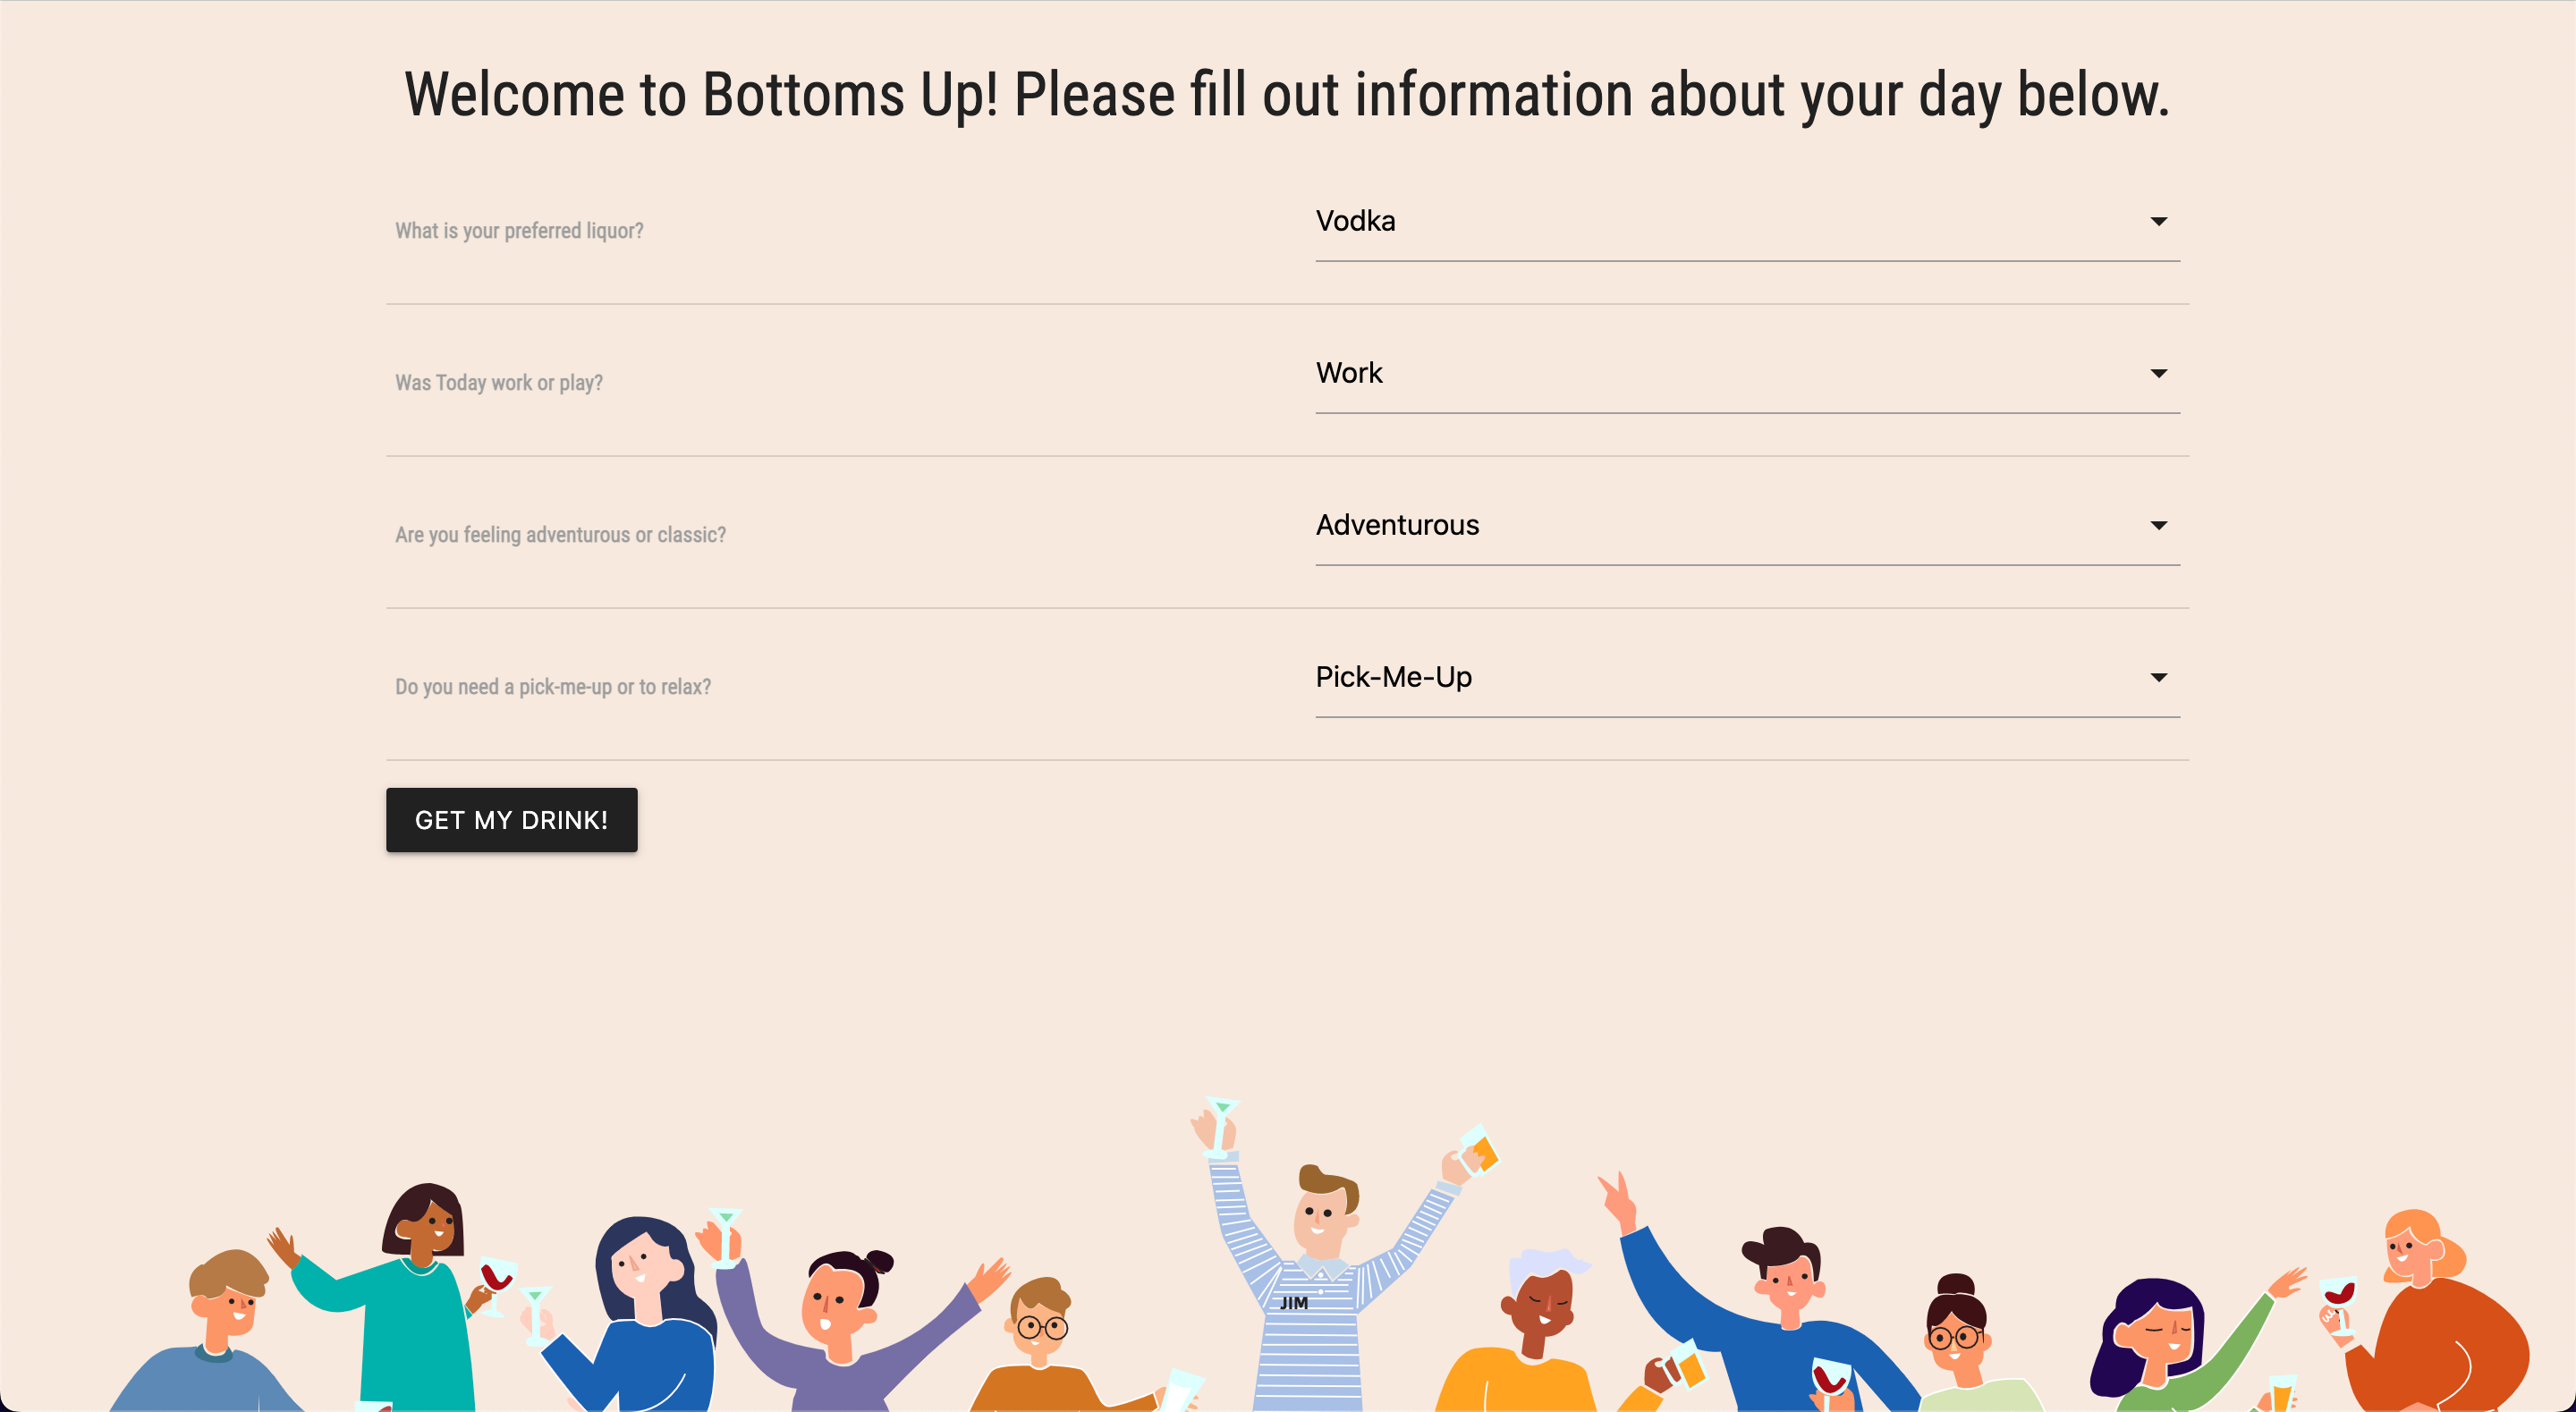 Welcome to Bottoms Up! Please fill out information about your day below.
What is your preferred liquor?
Vodka
Was Today work or play?
Work
Are you feeling adventurous or classic?
Adventurous
Do you need a pick-me-up or to relax?
Pick-Me-Up
GET MY DRINK!
JIM